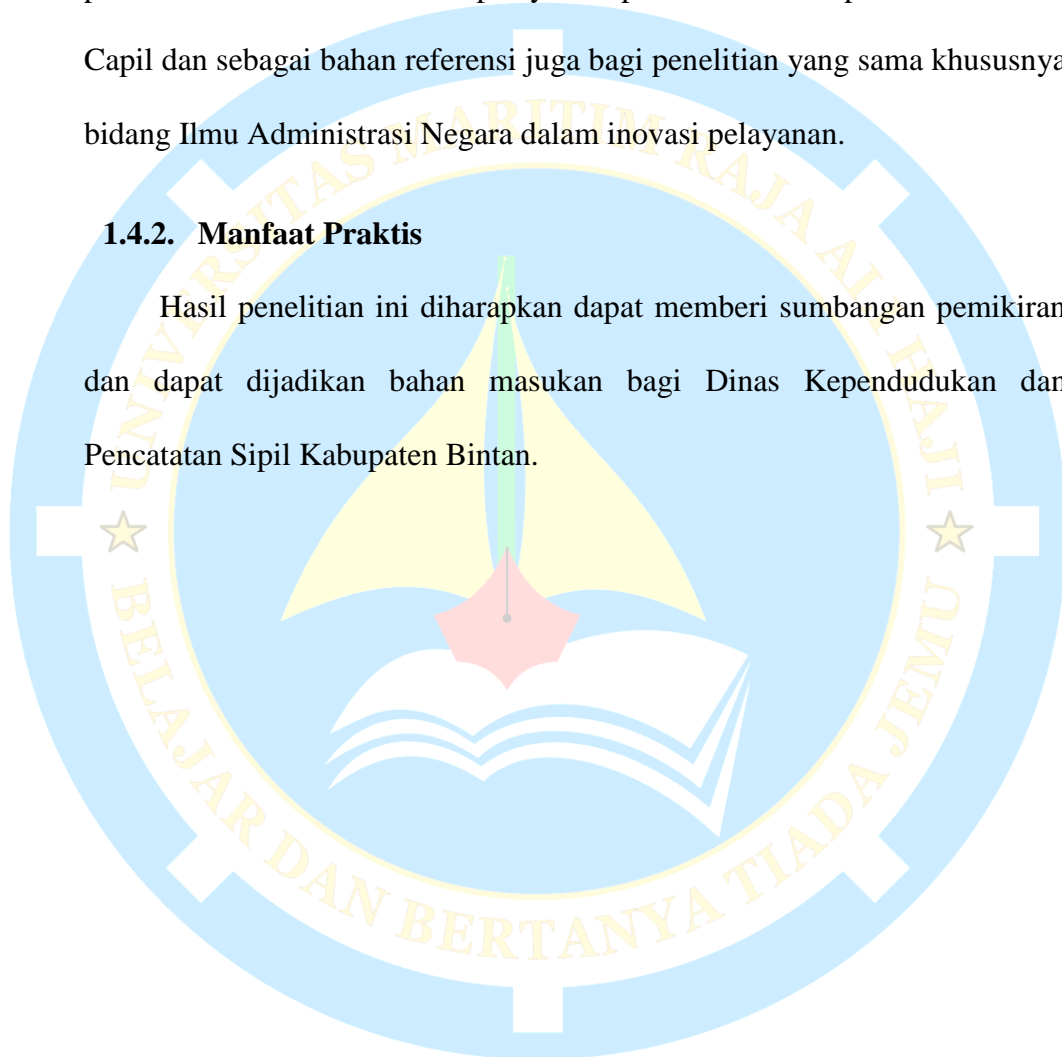 Capil dan sebagai bahan referensi juga bagi penelitian yang sama khususnya
bidang Ilmu Administrasi Negara dalam inovasi pelayanan.
1.4.2. Manfaat Praktis
Hasil penelitian ini diharapkan dapat memberi sumbangan pemikiran
dan dapat dijadikan bahan masukan bagi Dinas Kependudukan dan
Pencatatan Sipil Kabupaten Bintan.
UNIVERSITAS MARITIM RAJA ALI HAJI
BELAJAR DAN BERTANYA TIADA JEMU